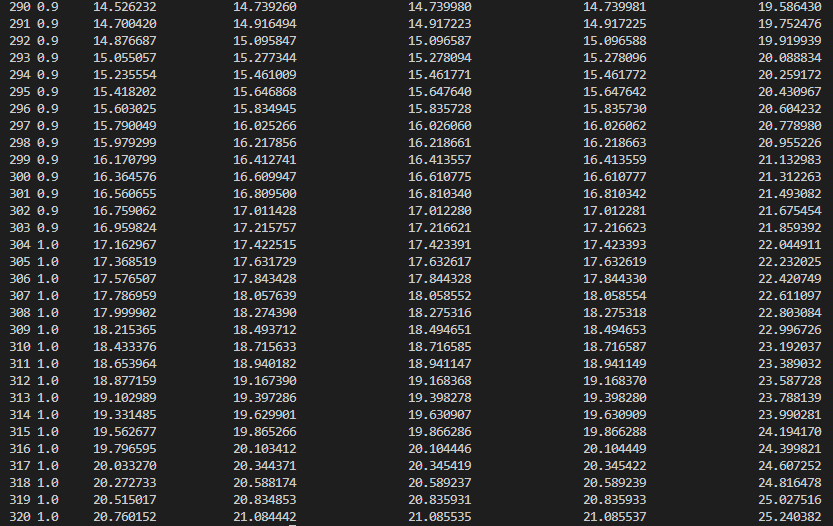 290 0.9 14.526232 14.739260 14.739980 14.739981 19.586430
291 0.9 14.700420 14.916494 14.917223 14.917225 19.752476
292 0.9 14.876687 15.095847 15.096587 15.096588 19.919939
293 0.9 15.055057 15.277344 15.278094 15.278096 20.088834
294 0.9 15.235554 15.461009 15.461771 15.461772 20.259172
295 0.9 15.418202 15.646868 15.647640 15.647642 20.430967
296 0.9 15.603025 15.834945 15.835728 15.835730 20.604232
297 0.9 15.790049 16.025266 16.026060 16.026062 20.778980
298 0.9 15.979299 16.217856 16.218661 16.218663 20.955226
299 0.9 16.170799 16.412741 16.413557 16.413559 21.132983
300 0.9 16.364576 16.609947 16.610775 16.610777 21.312263
301 0.9 16.560655 16.809500 16.810340 16.810342 21.493082
302 0.9 16.759062 17.011428 17.012280 17.012281 21.675454
303 0.9 16.959824 17.215757 17.216621 17.216623 21.859392
304 1.0 17.162967 17.422515 17.423391 17.423393 22.044911
305 1.0 17.368519 17.631729 17.632617 17.632619 22.232025
306 1.0 17.576507 17.843428 17.844328 17.844330 22.420749
307 1.0 17.786959 18.057639 18.058552 18.058554 22.611097
308 1.0 17.999902 18.274390 18.275316 18.275318 22.803084
309 1.0 18.215365 18.493712 18.494651 18.494653 22.996726
310 1.0 18.433376 18.715633 18.716585 18.716587 23.192037
311 1.0 18.653964 18.940182 18.941147 18.941149 23.389032
312 1.0 18.877159 19.167390 19.168368 19.168370 23.587728
313 1.0 19.102989 19.397286 19.398278 19.398280 23.788139
314 1.0 19.331485 19.629901 19.630907 19.630909 23.990281
315 1.0 19.562677 19.865266 19.866286 19.866288 24.194170
316 1.0 19.796595 20.103412 20.104446 20.104449 24.399821
317 1.0 20.033270 20.344371 20.345419 20.345422 24.607252
318 1.0 20.272733 20.588174 20.589237 20.589239 24.816478
319 1.0 20.515017 20.834853 20.835931 20.835933 25.027516
320 1.0 20.760152 21.084442 21.085535 21.085537 25.240382